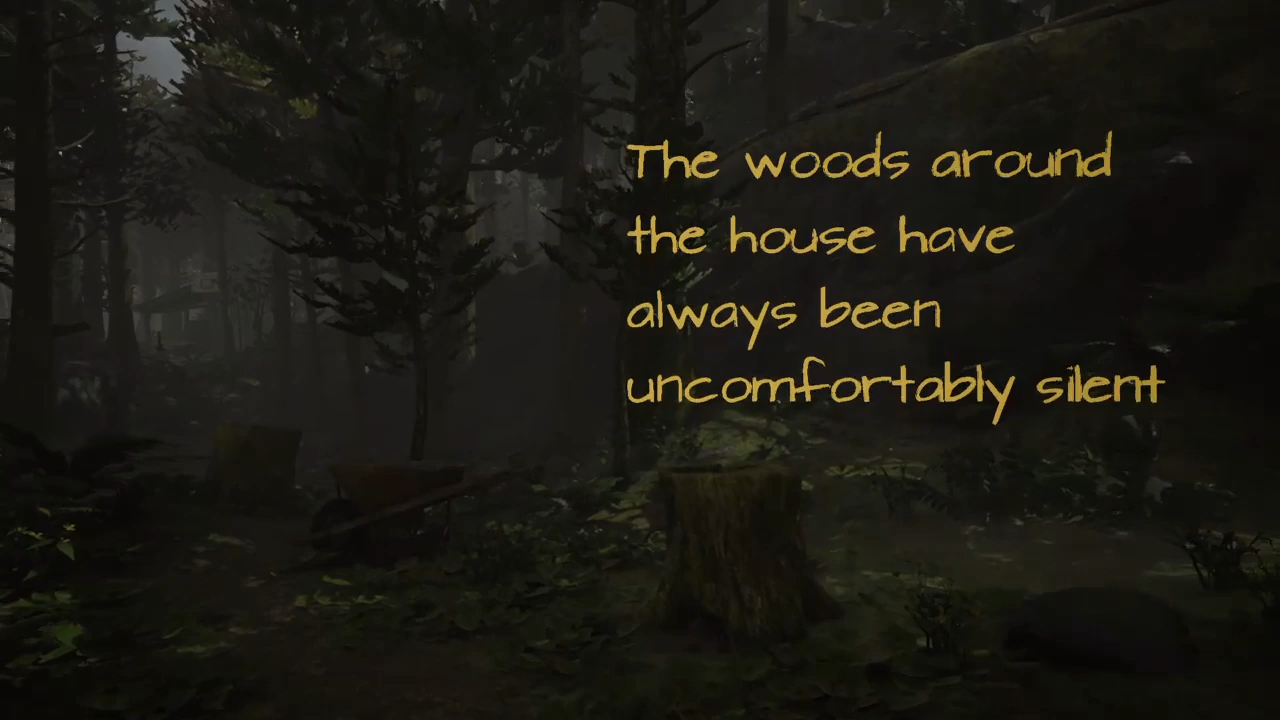 The woods around
the house have
always been
uncomfortably silent